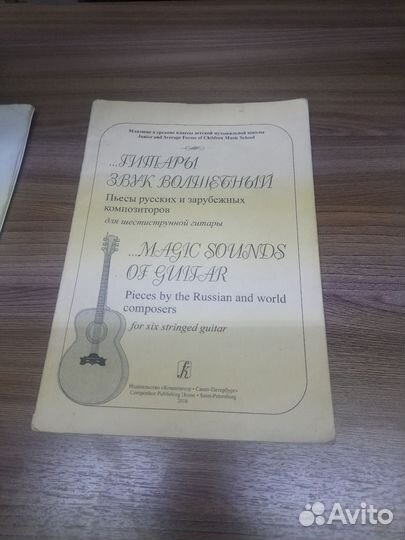 Младшие и средние классы детской музыкальной школы
Junior and Average Forms of Children Music School
...ГИТАРЫ
ЗВУК ВОЛШЕБНЫЙ
Пьесы русских и зарубежных
композиторов
для шестиструнной гитары
...MAGIC SOUNDS
OF GUITAR
Pieces by the Russian and world
composers
for six stringed guitar
Издательство «Композитор • Санкт-Петербург»
Compozitor Publishing House • Saint-Petersburg
Avito